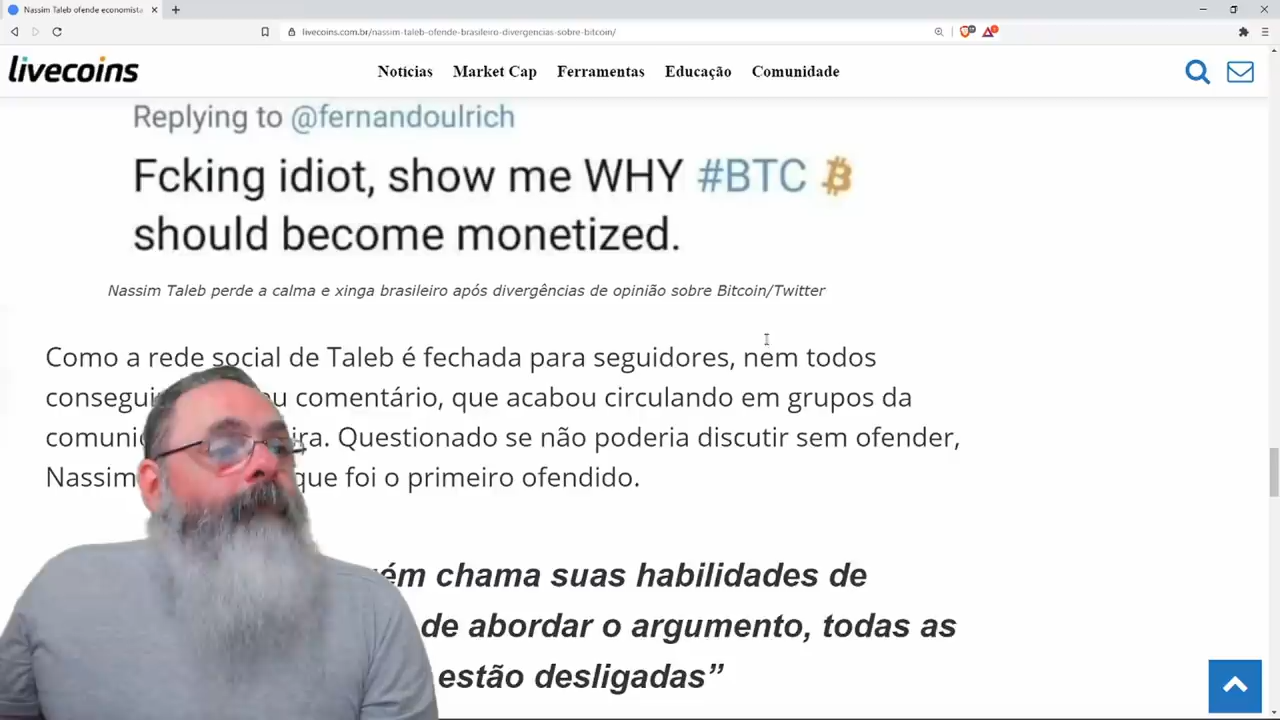 Nassim Taleb ofende economista
livecoins.com.br/nassim-taleb-ofende-brasileiro-divergencias-sobre-bitcoin/
livecoins
Notícias Market Cap Ferramentas Educação Comunidade
Replying to @fernandoulrich
Fcking idiot, show me WHY #BTC
should become monetized.
Nassim Taleb perde a calma e xinga brasileiro após divergências de opinião sobre Bitcoin/Twitter
Como a rede social de Taleb é fechada para seguidores, nem todos
comentário, que acabou circulando em grupos da
Questionado se não poderia discutir sem ofender,
Nassim que foi o primeiro ofendido.
chama suas habilidades de
de abordar o argumento, todas as
estão desligadas”